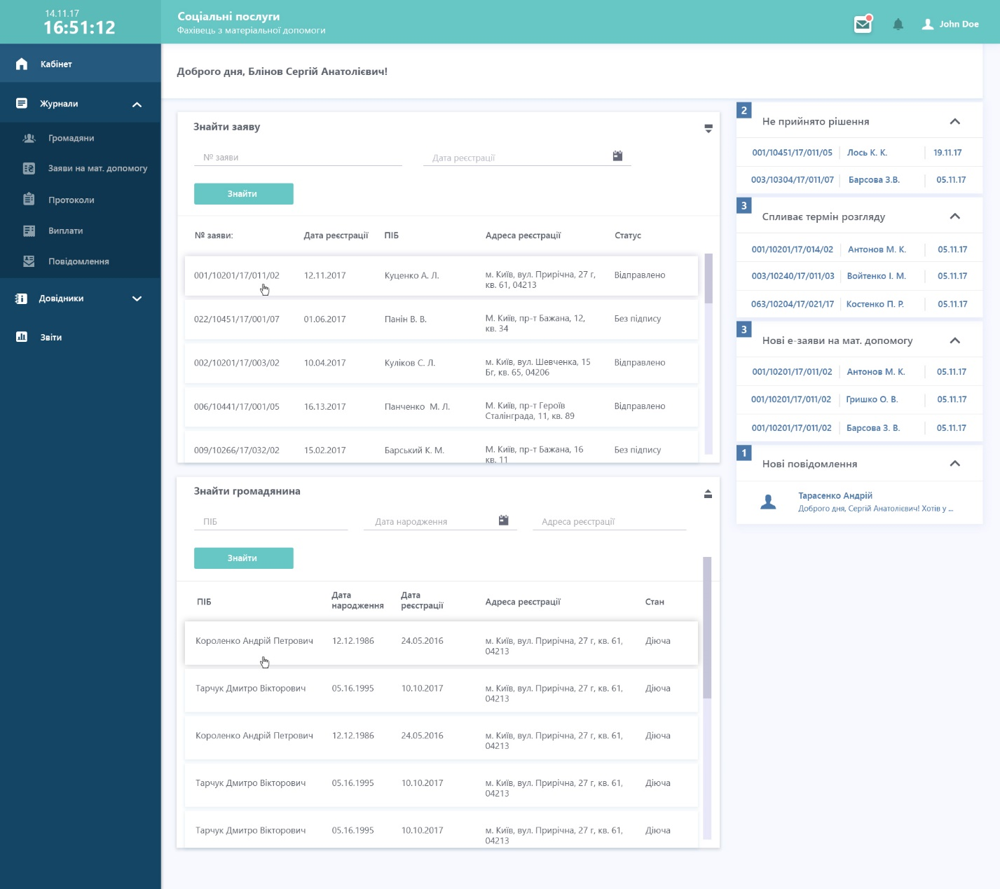 14.11.17
16:51:12
Соціальні послуги
Фахівець з матеріальної допомоги
John Doe
Кабінет
Журнали
Громадяни
Заяви на мат. допомогу
Протоколи
Виплати
Повідомлення
Довідники
Звіти
Доброго дня, Блінов Сергій Анатолієвич!
Знайти заяву
№ заяви
Дата реєстрації
Знайти
№ заяви: Дата реєстрації ПІБ Адреса реєстрації Статус
001/10201/17/011/02 12.11.2017 Куценко А. Л. м. Київ, вул. Прирічна, 27 г, Відправлено
кв. 61, 04213
022/10451/17/001/07 01.06.2017 Панін В. В. М. Київ, пр-т Бажана, 12, Без підпису
кв. 34
002/10201/17/003/02 10.04.2017 Куліков С. Л. м. Київ, вул. Шевченка, 15 Відправлено
Бг, кв. 65, 04206
006/10441/17/001/05 16.13.2017 Панченко М. Л. М. Київ, пр-т Героїв Відправлено
Сталінграда, 11, кв. 89
009/10266/17/032/02 15.02.2017 Барський К. М. М. Київ, пр-т Бажана, 16 Без підпису
кв. 11
Знайти громадянина
ПІБ
Дата народження
Адреса реєстрації
Знайти
ПІБ Дата народження Дата реєстрації Адреса реєстрації Стан
Короленко Андрій Петрович 12.12.1986 24.05.2016 м. Київ, вул. Прирічна, 27 г, кв. 61, Діюча
04213
Тарчук Дмитро Вікторович 05.16.1995 10.10.2017 м. Київ, вул. Прирічна, 27 г, кв. 61, Діюча
04213
Короленко Андрій Петрович 12.12.1986 24.05.2016 м. Київ, вул. Прирічна, 27 г, кв. 61, Діюча
04213
Тарчук Дмитро Вікторович 05.16.1995 10.10.2017 м. Київ, вул. Прирічна, 27 г, кв. 61, Діюча
04213
Тарчук Дмитро Вікторович 05.16.1995 10.10.2017 м. Київ, вул. Прирічна, 27 г, кв. 61, Діюча
04213
2
Не прийнято рішення
001/10451/17/011/05 Лось К. К. 19.11.17
003/10304/17/011/07 Барсова З.В. 05.11.17
3
Спливає термін розгляду
001/10201/17/014/02 Антонов М. К. 05.11.17
003/10240/17/011/03 Войтенко І. М. 05.11.17
063/10204/17/021/17 Костенко П. Р. 05.11.17
3
Нові е-заяви на мат. допомогу
001/10201/17/011/02 Антонов М. К. 05.11.17
001/10201/17/011/02 Гришко О. В. 05.11.17
001/10201/17/011/02 Барсова З. В. 05.11.17
1
Нові повідомлення
Тарасенко Андрій
Доброго дня, Сергій Анатолієвич! Хотів у ...